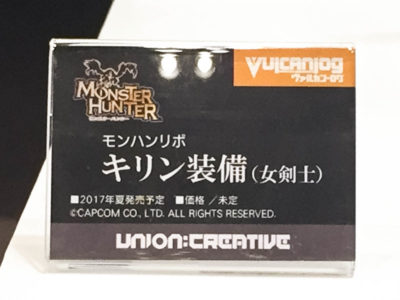 VULCANLOG
ヴァルカン・ログ
MONSTER HUNTER
モンスターハンター
モンハンリボ
キリン装備(女剣士)
■2017年夏発売予定 ■価格 /未定
©CAPCOM CO., LTD. ALL RIGHTS RESERVED.
UNION:CREATIVE